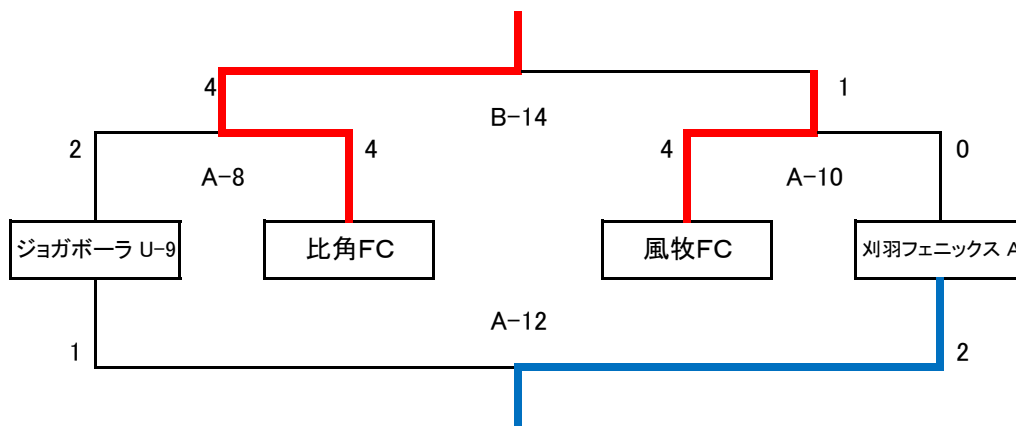 4
1
B-14
2
4
4
0
A-8
A-10
ジョガボーラ U-9
比角FC
風牧FC
刈羽フェニックス A
A-12
1
2